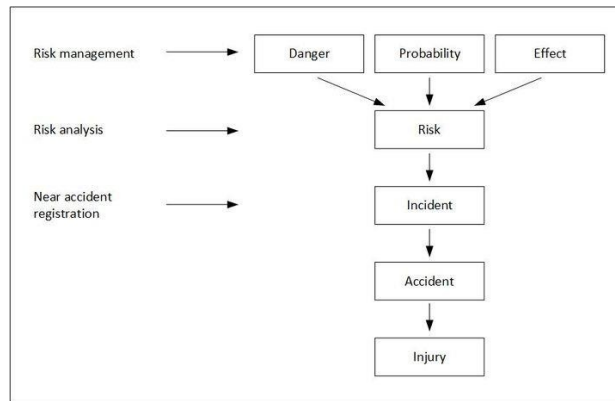 Risk management
Danger
Probability
Effect
Risk analysis
Risk
Near accident
registration
Incident
Accident
Injury